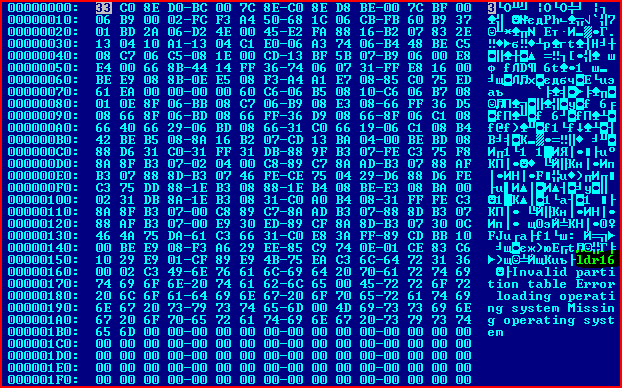 00000000: 33 C0 8E D0-BC 00 7C 8E-C0 8E D8 BE-00 7C BF 00
00000010: 06 B9 00 02-FC F3 A4 50-68 1C 06 CB-FB 60 B9 37
00000020: 01 BD 2A 06-D2 4E 00 45-E2 FA 88 16-B2 07 83 2E
00000030: 13 04 10 A1-13 04 C1 E0-06 A3 74 06-B4 48 BE C5
00000040: 08 C7 06 C5-08 1E 00 CD-13 BF 5B 07-B9 06 00 E8
00000050: E4 00 66 8B-44 14 FF 36-74 06 07 31-FF E8 16 00
00000060: BE E9 08 8B-0E E5 08 F3-A4 A1 E7 08-85 C0 75 ED
00000070: 61 EA 00 00-00 00 60 C6-06 B5 08 10-C6 06 B7 08
00000080: 01 0E 8F 06-BB 08 C7 06-B9 08 E3 08-66 FF 36 D5
00000090: 08 66 8F 06-BD 08 66 FF-36 D9 08 66-8F 06 C1 08
000000A0: 66 40 66 29-06 BD 08 66-31 C0 66 19-06 C1 08 B4
000000B0: 42 BE B5 08-8A 16 B2 07-CD 13 BA 04-00 BE BD 08
000000C0: 88 D6 31 C0-31 FF 31 DB-88 9F B3 07-FE C3 75 F8
000000D0: 8A 8F B3 07-02 04 00 C8-89 C7 8A AD-B3 07 88 AF
000000E0: B3 07 88 8D-B3 07 46 FE-CE 75 04 29-D6 88 D6 FE
000000F0: C3 75 DD 88-1E B3 08 88-1E B4 08 BE-E3 08 BA 00
00000100: 02 31 DB 8A-1E B3 08 31-C0 A0 B4 08-31 FF FE C3
00000110: 8A 8F B3 07-00 C8 89 C7-8A AD B3 07-88 8D B3 07
00000120: 88 AF B3 07-00 E9 30 ED-89 CF 8A 8D-B3 07 30 0C
00000130: 46 4A 75 DA-61 C3 66 31-C0 E8 3A FF-89 CD BB 10
00000140: 00 BE E9 08-F3 A6 29 EE-85 C9 74 0E-01 CE 83 C6
00000150: 10 29 E9 01-CF 89 E9 4B-75 EA C3 6C-64 72 31 36 ldr16
00000160: 00 02 C3 49-6E 76 61 6C-69 64 20 70-61 72 74 69 Invalid parti
00000170: 74 69 6F 6E-20 74 61 62-6C 65 00 45-72 72 6F 72 tion table Error
00000180: 20 6C 6F 61-64 69 6E 67-20 6F 70 65-72 61 74 69 loading operati
00000190: 6E 67 20 73-79 73 74 65-6D 00 4D 69-73 73 69 6E ng system Missin
000001A0: 67 20 6F 70-65 72 61 74-69 6E 67 20-73 79 73 74 g operating syst
000001B0: 65 6D 00 00-00 00 00 00-00 00 00 00-00 00 00 00 em
000001C0: 00 00 00 00-00 00 00 00-00 00 00 00-00 00 00 00
000001D0: 00 00 00 00-00 00 00 00-00 00 00 00-00 00 00 00
000001E0: 00 00 00 00-00 00 00 00-00 00 00 00-00 00 00 00
000001F0: 00 00 00 00-00 00 00 00-00 00 00 00-00 00 00 00